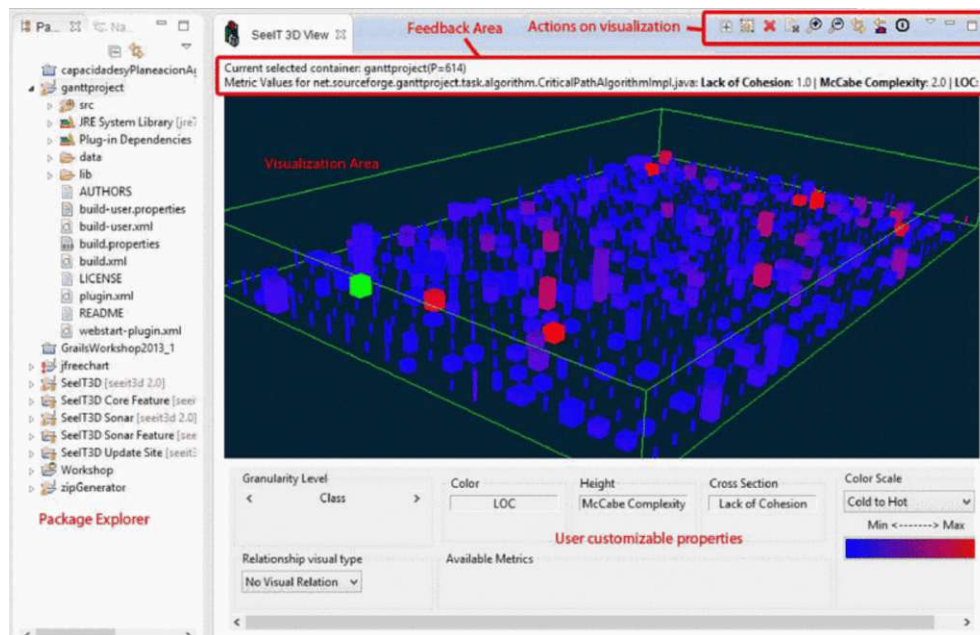 Pa...
Na...
SeeIT 3D View
Feedback Area
Actions on visualization
Current selected container: ganttproject(P=614)
Metric Values for net.sourceforge.ganttproject.task.algorithm.CriticalPathAlgorithmImpl.java: Lack of Cohesion: 1.0 | McCabe Complexity: 2.0 | LOC:
Visualization Area
capacidadesyPlaneacionAg
ganttproject
src
JRE System Library [jre7
Plug-in Dependencies
data
lib
AUTHORS
build-user.properties
build-user.xml
build.properties
build.xml
LICENSE
plugin.xml
README
webstart-plugin.xml
GrailsWorkshop2013_1
jfreechart
SeeIT3D [seeit3d 2.0]
SeeIT3D Core Feature [seei
SeeIT3D Sonar [seeit3d 2.0]
SeeIT3D Sonar Feature [see
SeeIT3D Update Site [seeit3
Workshop
zipGenerator
Package Explorer
Granularity Level
< Class >
Color
LOC
Height
McCabe Complexity
Cross Section
Lack of Cohesion
Color Scale
Cold to Hot
Min <-------> Max
User customizable properties
Relationship visual type
No Visual Relation
Available Metrics